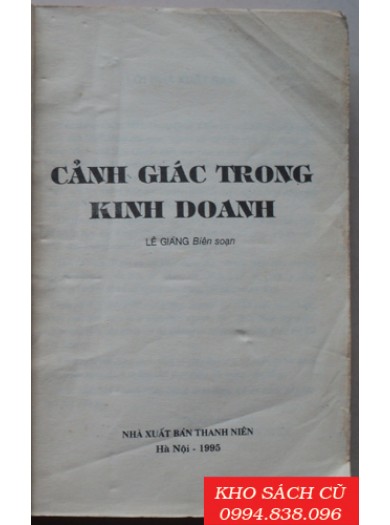 CẢNH GIÁC TRONG
KINH DOANH
LÊ GIẢNG Biên soạn
NHÀ XUẤT BẢN THANH NIÊN
Hà Nội - 1995
KHO SÁCH CŨ
0994.838.096